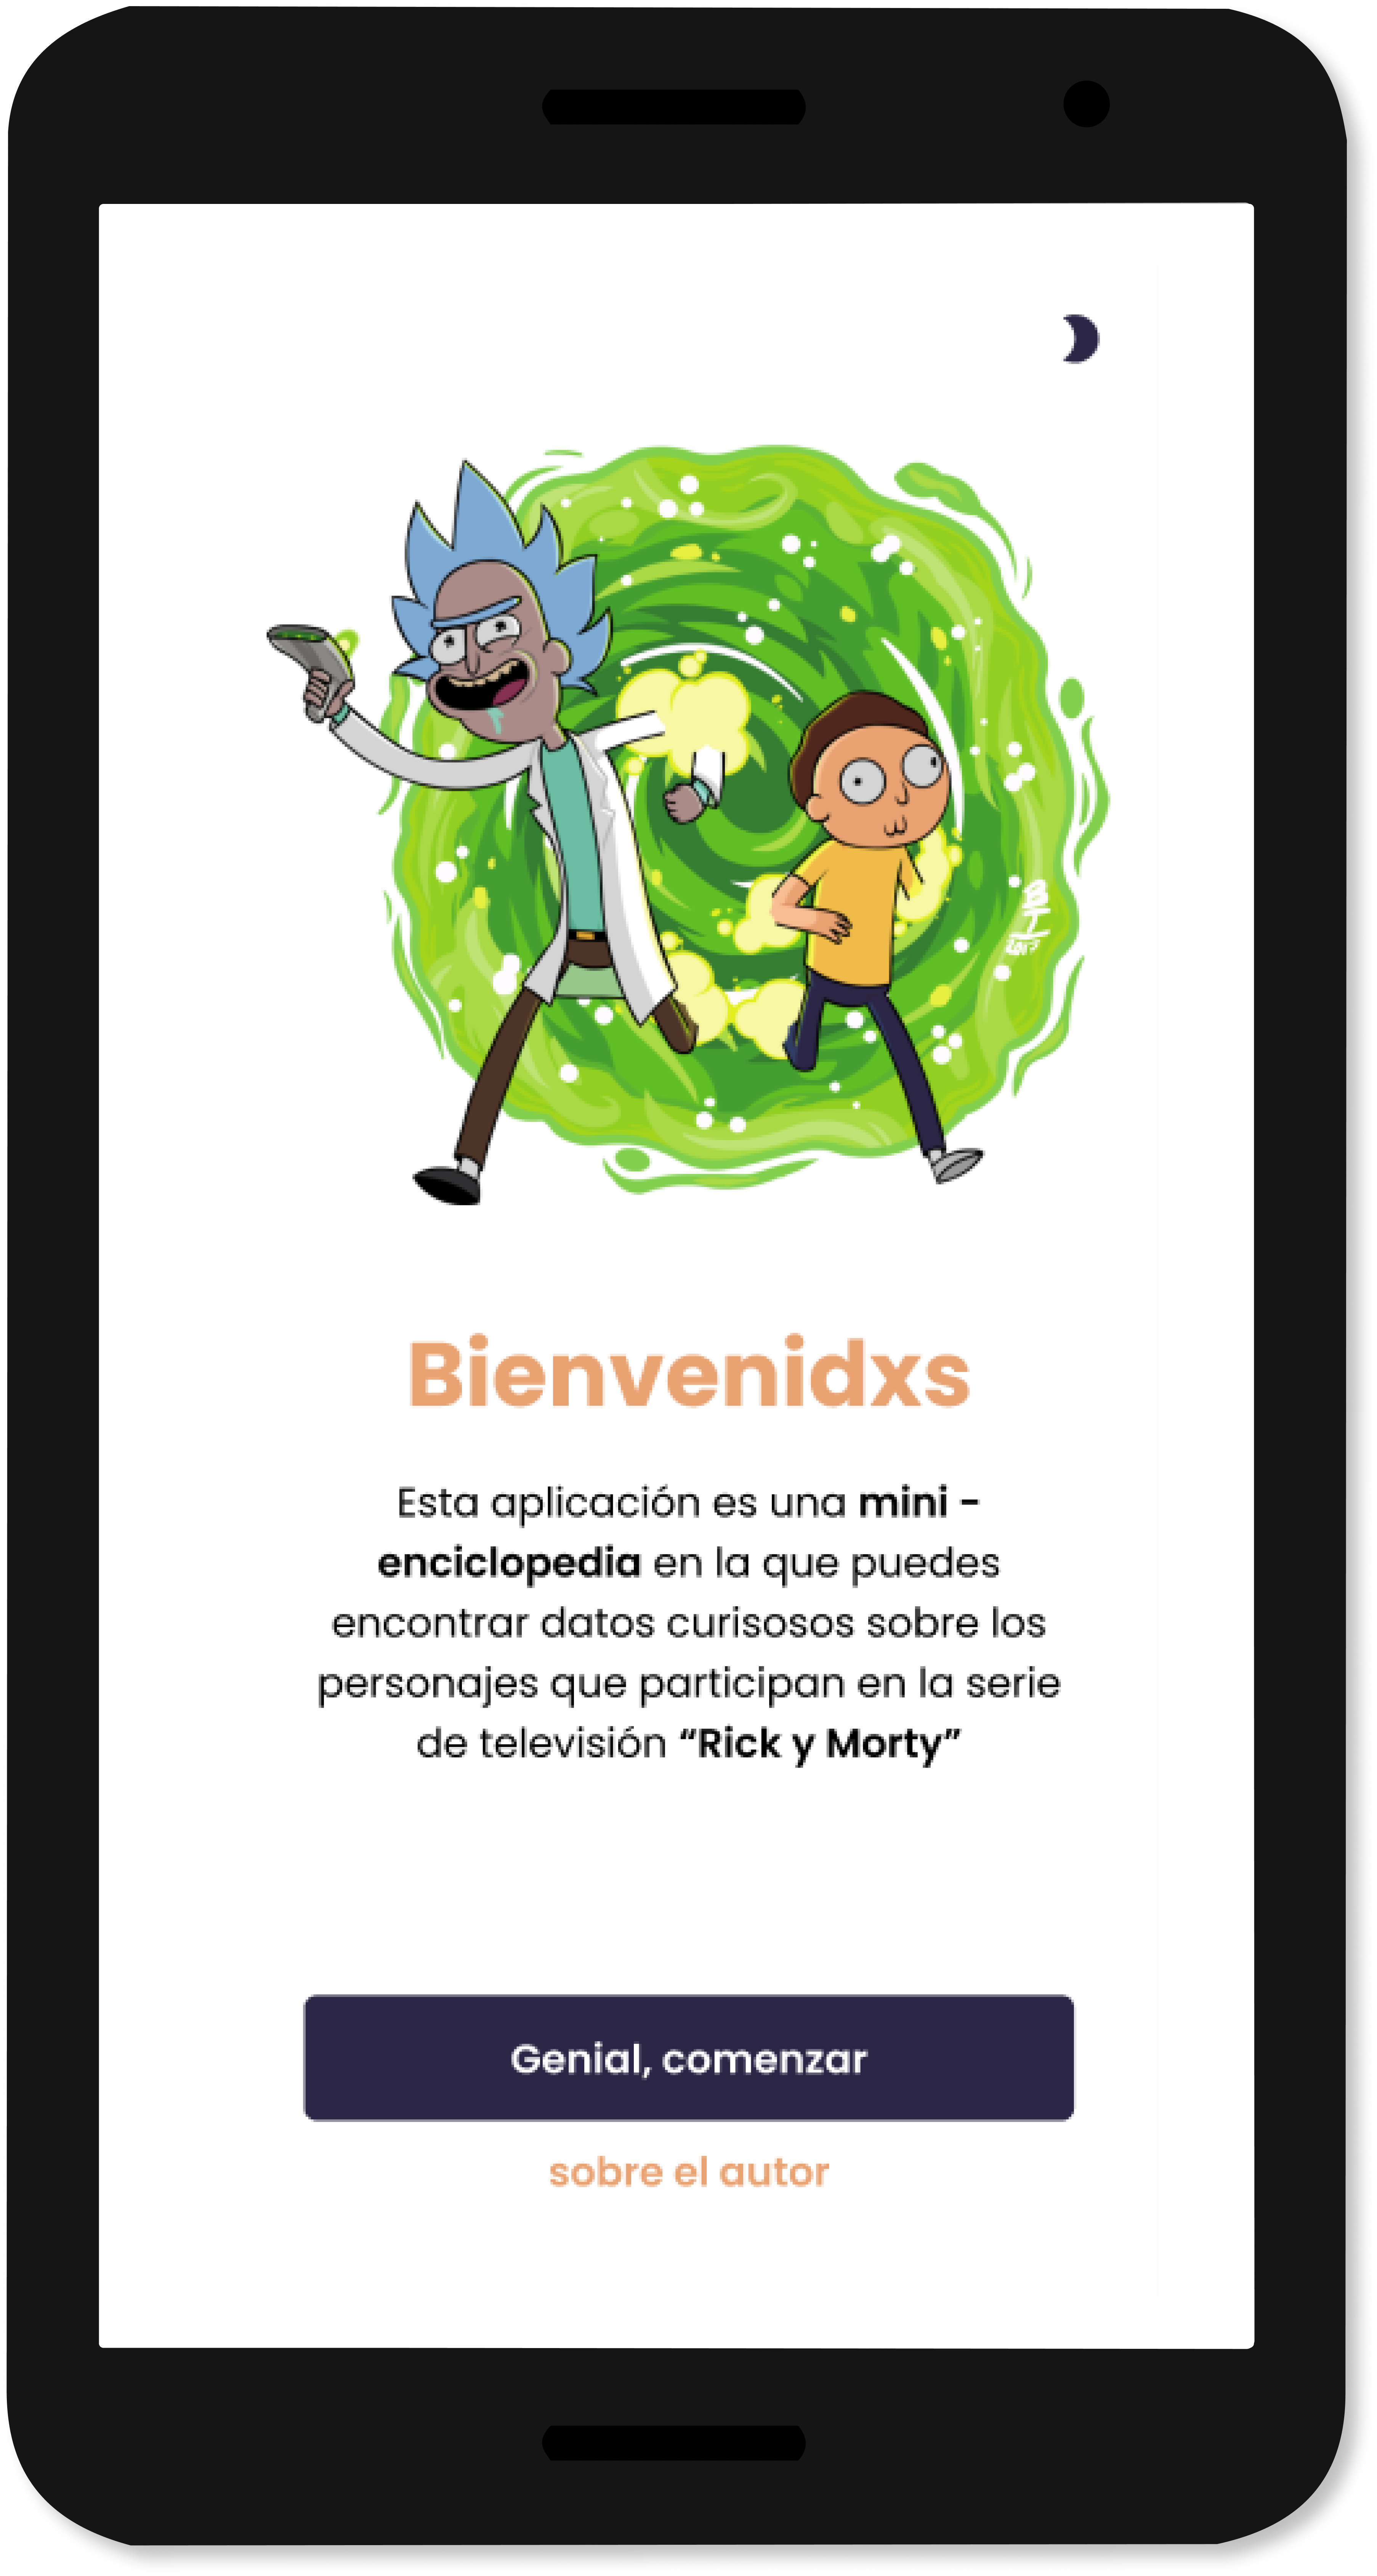 Bienvenidxs
Esta aplicación es una mini -
enciclopedia en la que puedes
encontrar datos curisosos sobre los
personajes que participan en la serie
de televisión “Rick y Morty”
Genial, comenzar
sobre el autor